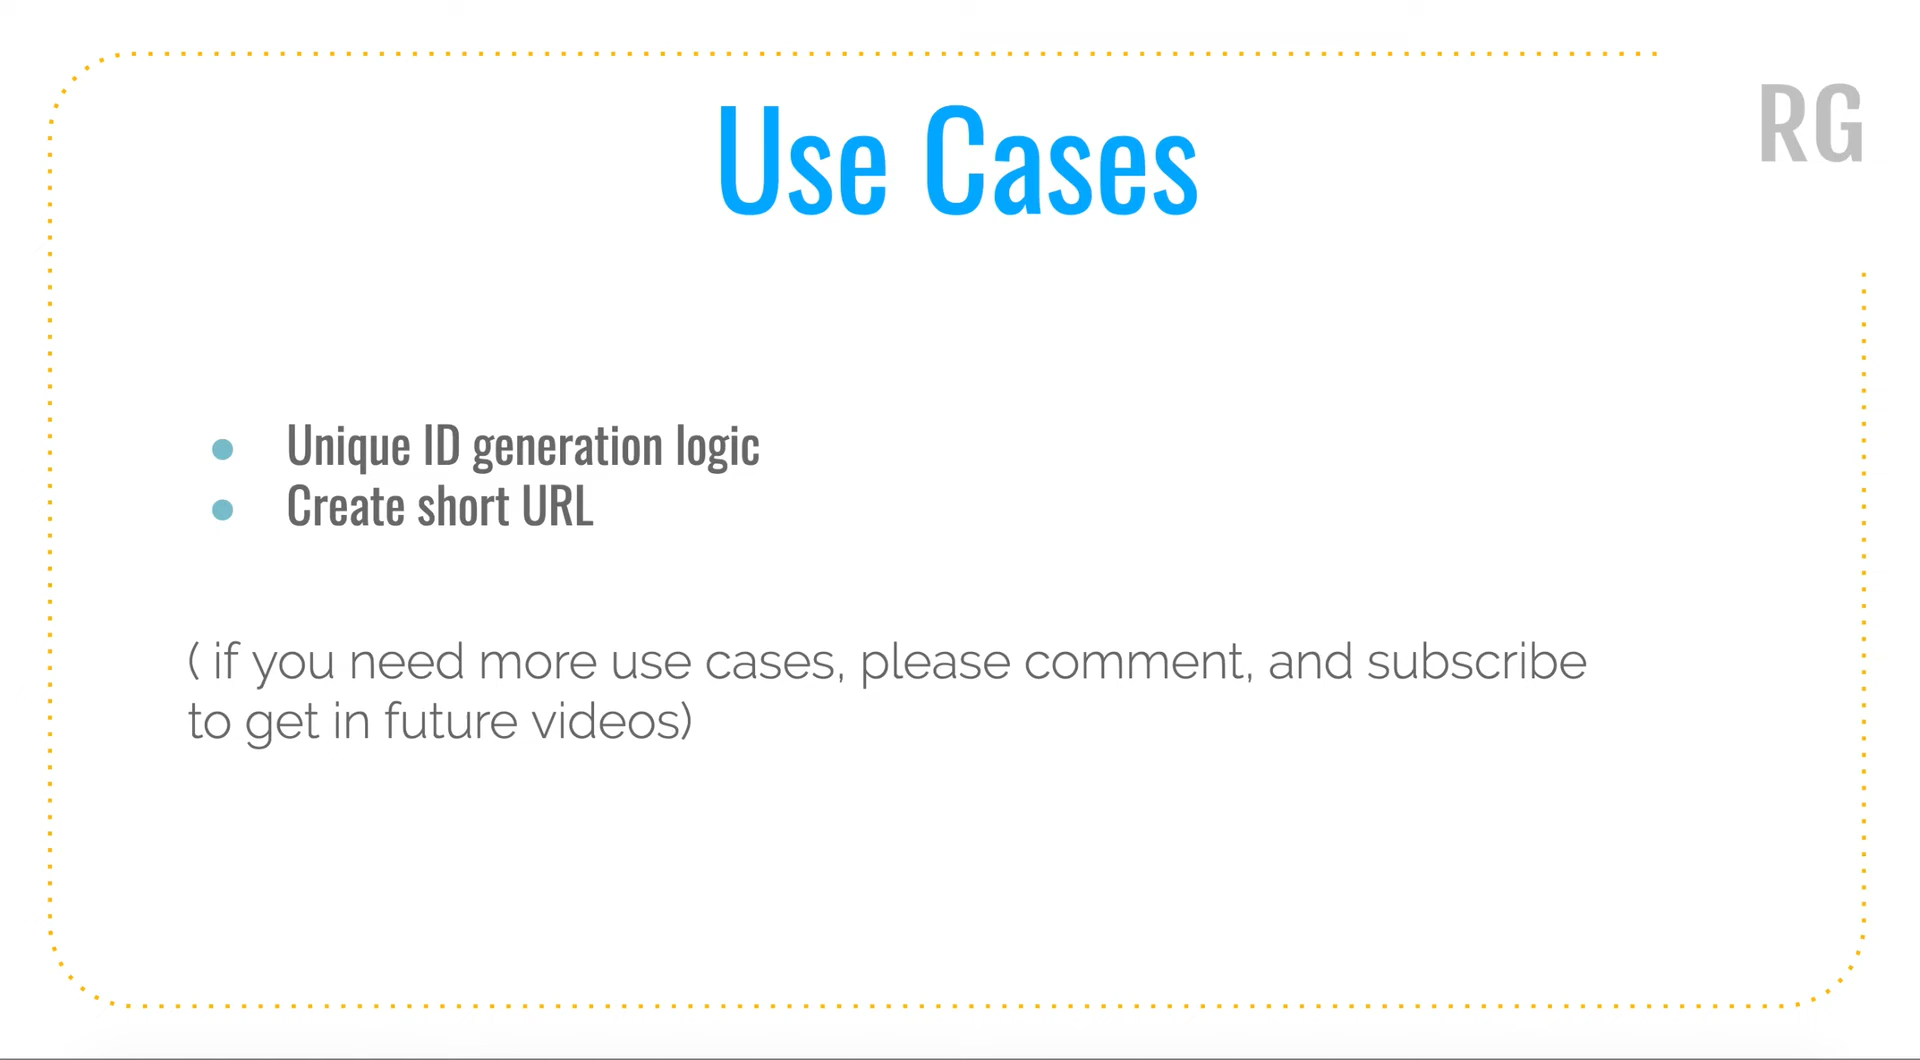 RG
Use Cases
Unique ID generation logic
Create short URL
( if you need more use cases, please comment, and subscribe
to get in future videos)